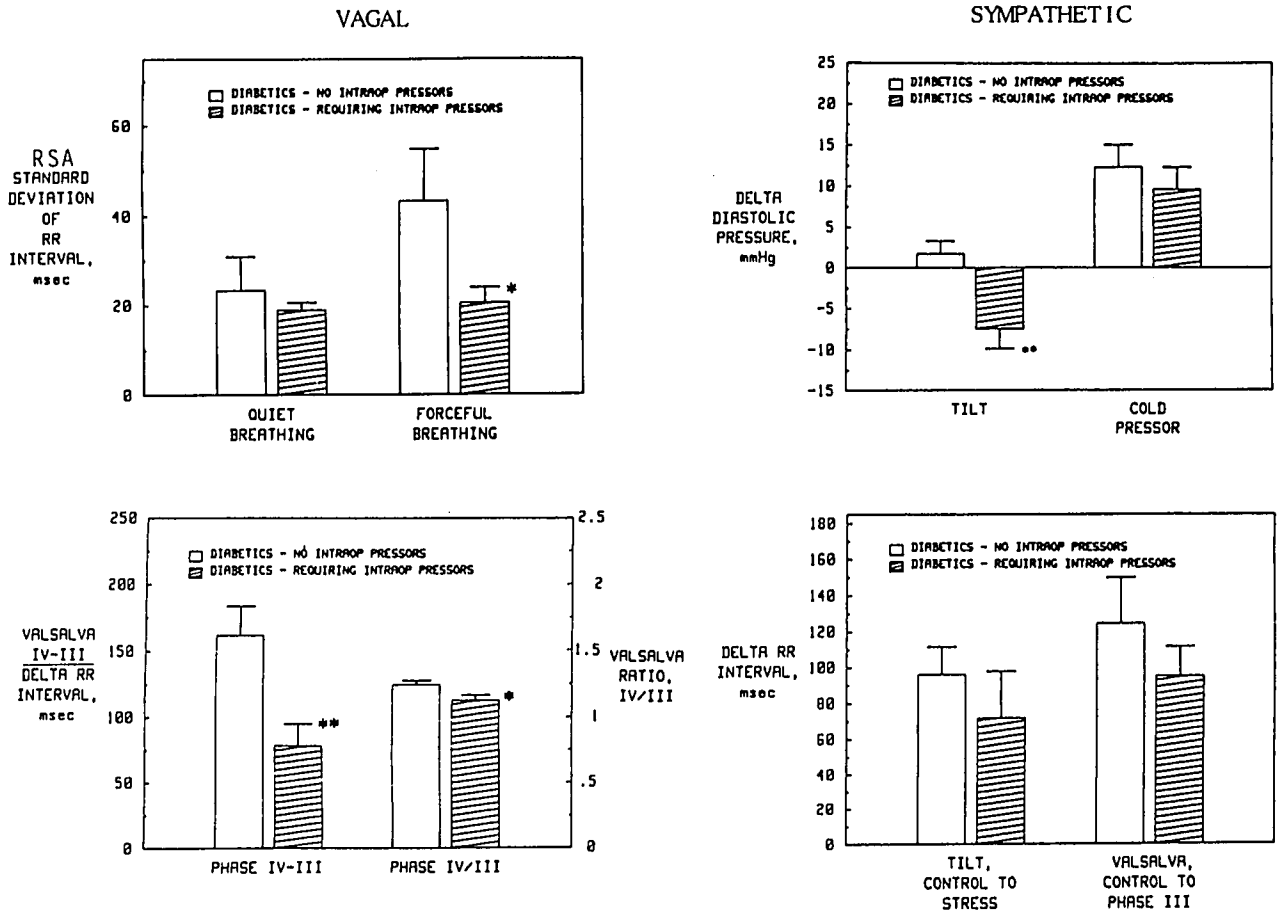 VAGAL
RSA
STANDARD
DEVIATION
OF
RR
INTERVAL,
msec
60
40
20
0
DIABETICS - NO INTRAOP PRESSORS
DIABETICS - REQUIRING INTRAOP PRESSORS
*
QUIET
BREATHING
FORCEFUL
BREATHING
SYMPATHETIC
DELTA
DIASTOLIC
PRESSURE,
mmHg
25
20
15
10
5
0
-5
-10
-15
DIABETICS - NO INTRAOP PRESSORS
DIABETICS - REQUIRING INTRAOP PRESSORS
**
TILT
COLD
PRESSOR
VALSALVA
IV-III
DELTA RR
INTERVAL,
msec
250
200
150
100
50
0
DIABETICS - NO INTRAOP PRESSORS
DIABETICS - REQUIRING INTRAOP PRESSORS
**
*
PHASE IV-III
PHASE IV/III
2.5
2
1.5
1
.5
0
VALSALVA
RATIO,
IV/III
DELTA RR
INTERVAL,
msec
180
160
140
120
100
80
60
40
20
0
DIABETICS - NO INTRAOP PRESSORS
DIABETICS - REQUIRING INTRAOP PRESSORS
TILT,
CONTROL TO
STRESS
VALSALVA,
CONTROL TO
PHASE III